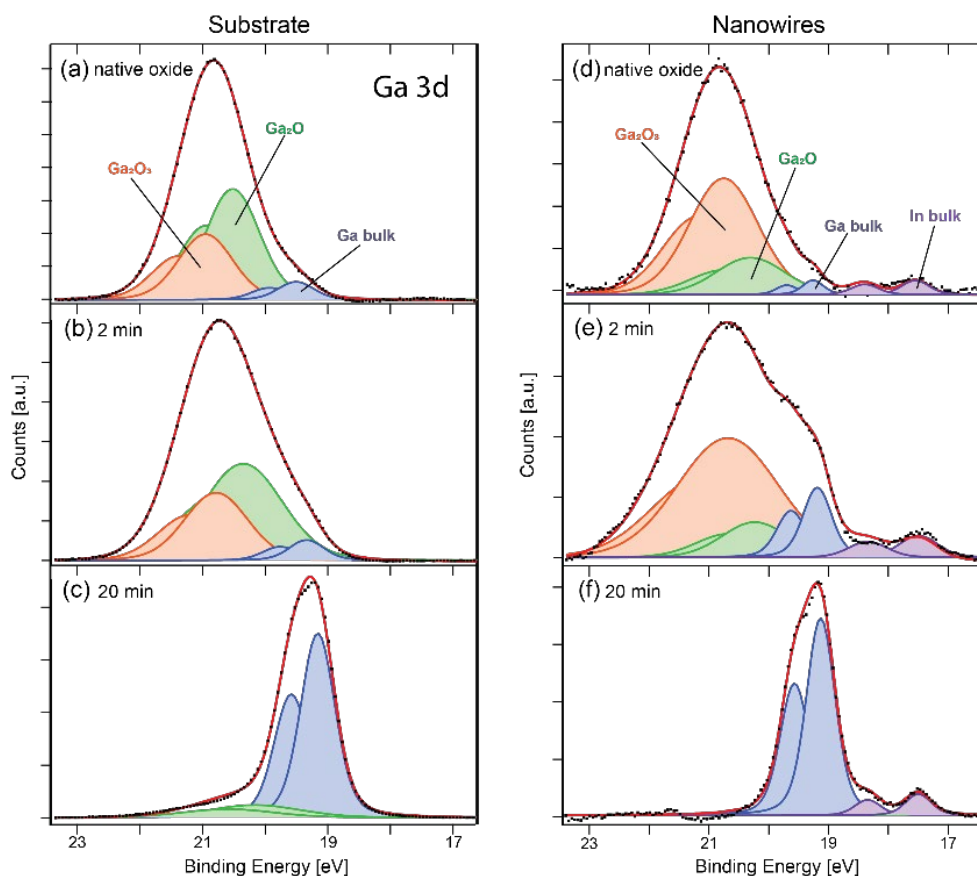 Substrate
Nanowires
(a) native oxide
Ga 3d
Ga₂O
Ga₂O₃
Ga bulk
(d) native oxide
Ga₂O₃
Ga₂O
Ga bulk
In bulk
(b) 2 min
(e) 2 min
Counts [a.u.]
Counts [a.u.]
(c) 20 min
(f) 20 min
23 21 19 17
Binding Energy [eV]
23 21 19 17
Binding Energy [eV]